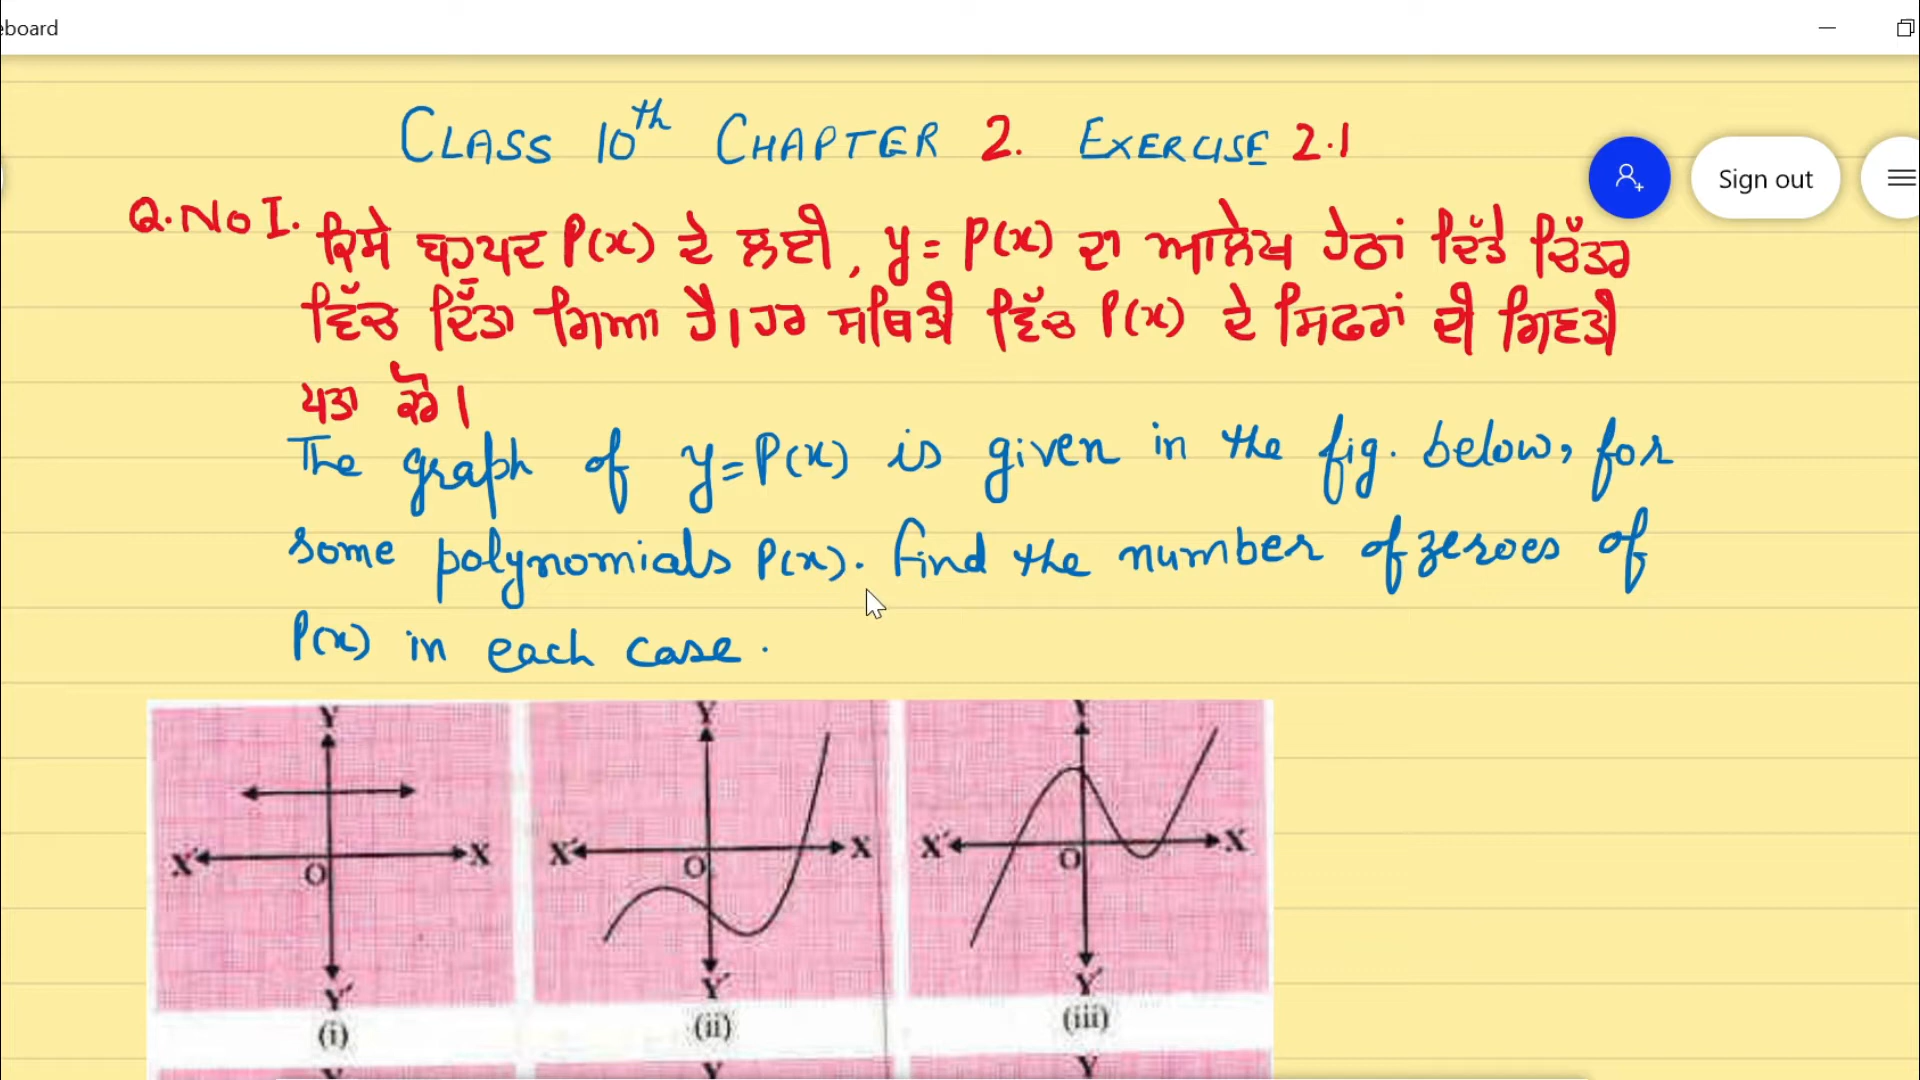 eboard
CLASS 10th CHAPTER 2. EXERCISE 2.1
Sign out
Q.No I. ਕਿਸੇ ਬਹੁਪਦ P(x) ਦੇ ਲਈ, y = P(x) ਦਾ ਆਲੇਖ ਹੇਠਾਂ ਦਿੱਤੇ ਚਿੱਤਰ
ਵਿੱਚ ਦਿੱਤਾ ਗਿਆ ਹੈ। ਹਰ ਸਥਿਤੀ ਵਿੱਚ P(x) ਦੇ ਸਿਫਰਾਂ ਦੀ ਗਿਣਤੀ
ਪਤਾ ਕਰੋ।
The graph of y=P(x) is given in the fig. below, for
some polynomials P(x). Find the number of zeroes of
P(x) in each case.
Y Y Y
X' O X X' O X X' O X
Y' Y' Y'
(i) (ii) (iii)
Y Y Y